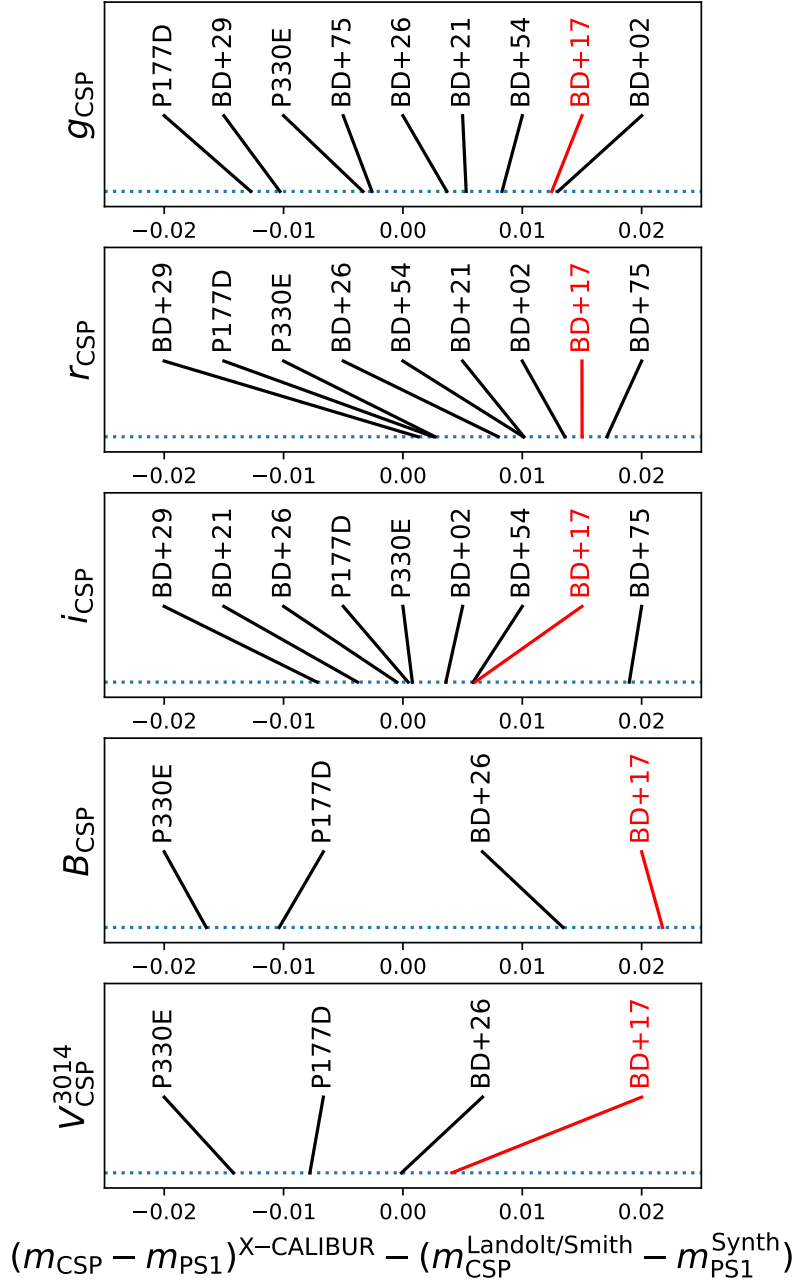 g_CSP
P177D BD+29 P330E BD+75 BD+26 BD+21 BD+54 BD+17 BD+02
−0.02 −0.01 0.00 0.01 0.02
r_CSP
BD+29 P177D P330E BD+26 BD+54 BD+21 BD+02 BD+17 BD+75
−0.02 −0.01 0.00 0.01 0.02
i_CSP
BD+29 BD+21 BD+26 P177D P330E BD+02 BD+54 BD+17 BD+75
−0.02 −0.01 0.00 0.01 0.02
B_CSP
P330E P177D BD+26 BD+17
−0.02 −0.01 0.00 0.01 0.02
V_CSP^3014
P330E P177D BD+26 BD+17
−0.02 −0.01 0.00 0.01 0.02
(m_CSP − m_PS1)^X−CALIBUR − (m_CSP^Landolt/Smith − m_PS1^Synth)